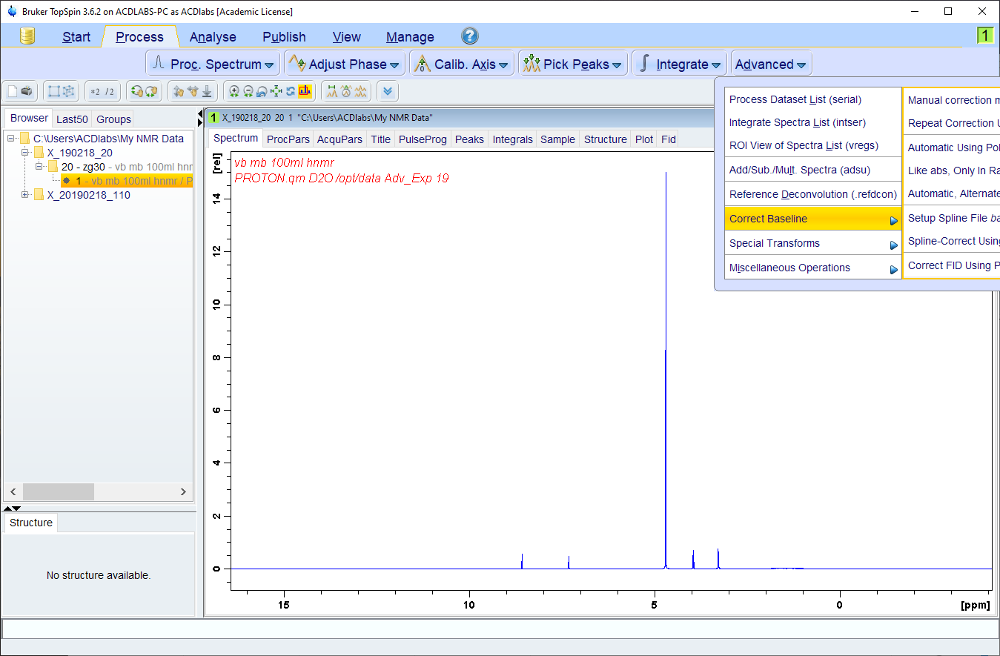 Bruker TopSpin 3.6.2 on ACDLABS-PC as ACDlabs [Academic License]
Start Process Analyse Publish View Manage ?
1
Proc. Spectrum Adjust Phase Calib. Axis Pick Peaks Integrate Advanced
*2 /2
Browser Last50 Groups
C:\Users\ACDlabs\My NMR Data
X_190218_20
20 - zg30 - vb mb 100ml hnmr
1 - vb mb 100ml hnmr / P
X_20190218_110
Structure
No structure available.
1 X_190218_20 20 1 "C:\Users\ACDlabs\My NMR Data"
Spectrum ProcPars AcquPars Title PulseProg Peaks Integrals Sample Structure Plot Fid
vb mb 100ml hnmr
PROTON.qm D2O /opt/data Adv_Exp 19
[rel]
14
12
10
8
6
4
2
0
15 10 5 0 [ppm]
Process Dataset List (serial)
Integrate Spectra List (intser)
ROI View of Spectra List (vregs)
Add/Sub./Mult. Spectra (adsu)
Reference Deconvolution (.refdcon)
Correct Baseline
Special Transforms
Miscellaneous Operations
Manual correction
Repeat Correction
Automatic Using
Like abs, Only In
Automatic, Alternate
Setup Spline File
Spline-Correct Using
Correct FID Using